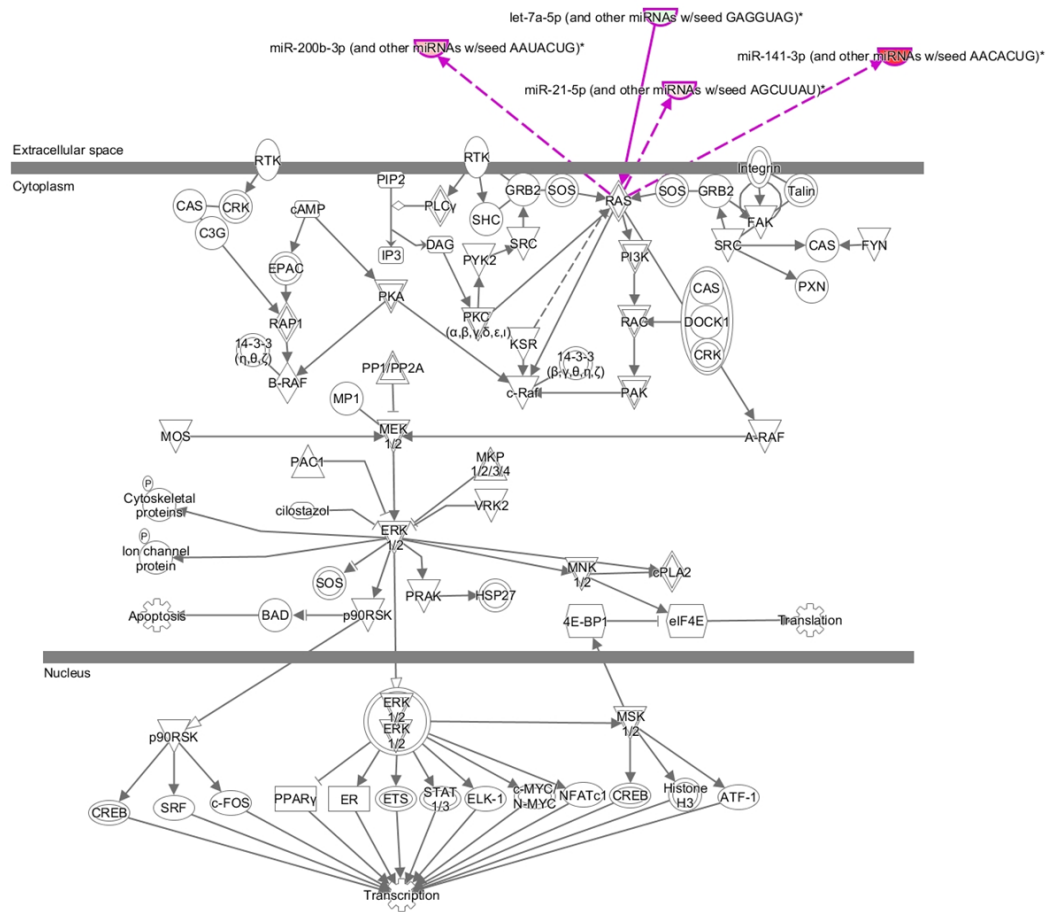 let-7a-5p (and other miRNAs w/seed GAGGUAG)*
miR-200b-3p (and other miRNAs w/seed AAUACUG)*
miR-141-3p (and other miRNAs w/seed AACACUG)*
miR-21-5p (and other miRNAs w/seed AGCUUAU)*
Extracellular space
Cytoplasm
RTK
RTK
Integrin
PIP2
GRB2
SOS
RAS
SOS
GRB2
Talin
CAS
CRK
cAMP
PLCγ
SHC
FAK
C3G
IP3
DAG
PYK2
SRC
PI3K
SRC
CAS
FYN
EPAC
PKA
CAS
PXN
RAP1
PKC
(α,β,γ,δ,ε,ι)
RAC
DOCK1
14-3-3
(η,θ,ζ)
KSR
14-3-3
(β,γ,θ,η,ζ)
CRK
B-RAF
PP1/PP2A
c-Raf
PAK
MP1
MOS
MEK
1/2
A-RAF
PAC1
MKP
1/2/3/4
P
Cytoskeletal
proteins
cilostazol
VRK2
P
Ion channel
protein
ERK
1/2
SOS
MNK
1/2
cPLA2
PRAK
HSP27
Apoptosis
BAD
p90RSK
4E-BP1
eIF4E
Translation
Nucleus
ERK
1/2
ERK
1/2
MSK
1/2
p90RSK
CREB
SRF
c-FOS
PPARγ
ER
ETS
STAT
1/3
ELK-1
c-MYC
N-MYC
NFATc1
CREB
Histone
H3
ATF-1
Transcription